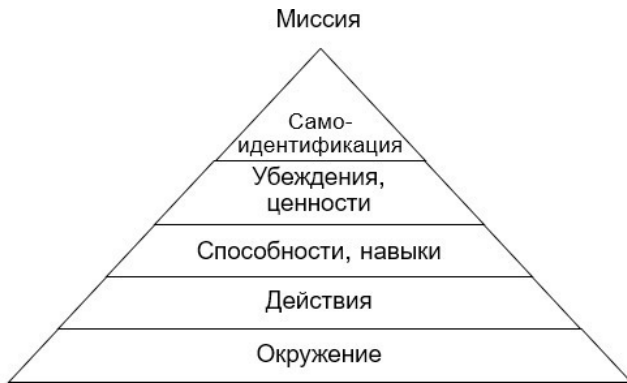 Миссия
Само-
идентификация
Убеждения,
ценности
Способности, навыки
Действия
Окружение